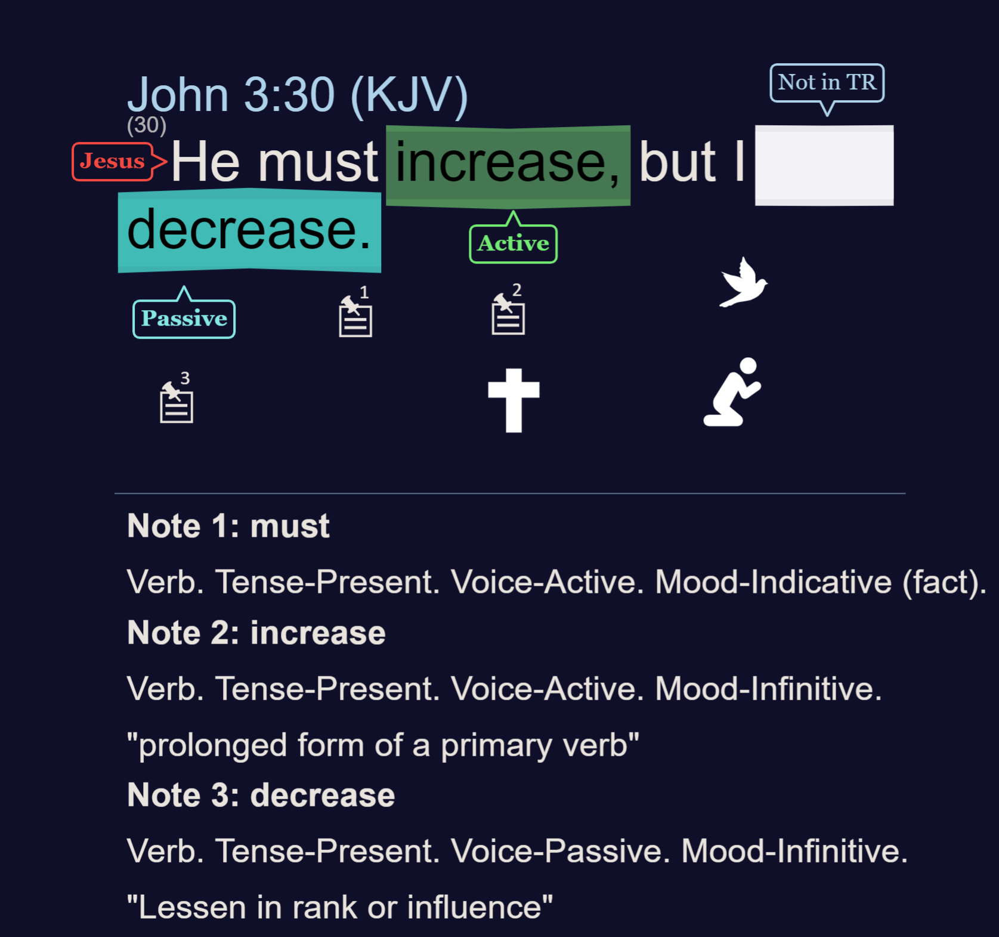 Not in TR
John 3:30 (KJV)
(30)
Jesus He must increase, but I
decrease.
Active
Passive
1
2
3
Note 1: must
Verb. Tense-Present. Voice-Active. Mood-Indicative (fact).
Note 2: increase
Verb. Tense-Present. Voice-Active. Mood-Infinitive.
"prolonged form of a primary verb"
Note 3: decrease
Verb. Tense-Present. Voice-Passive. Mood-Infinitive.
"Lessen in rank or influence"